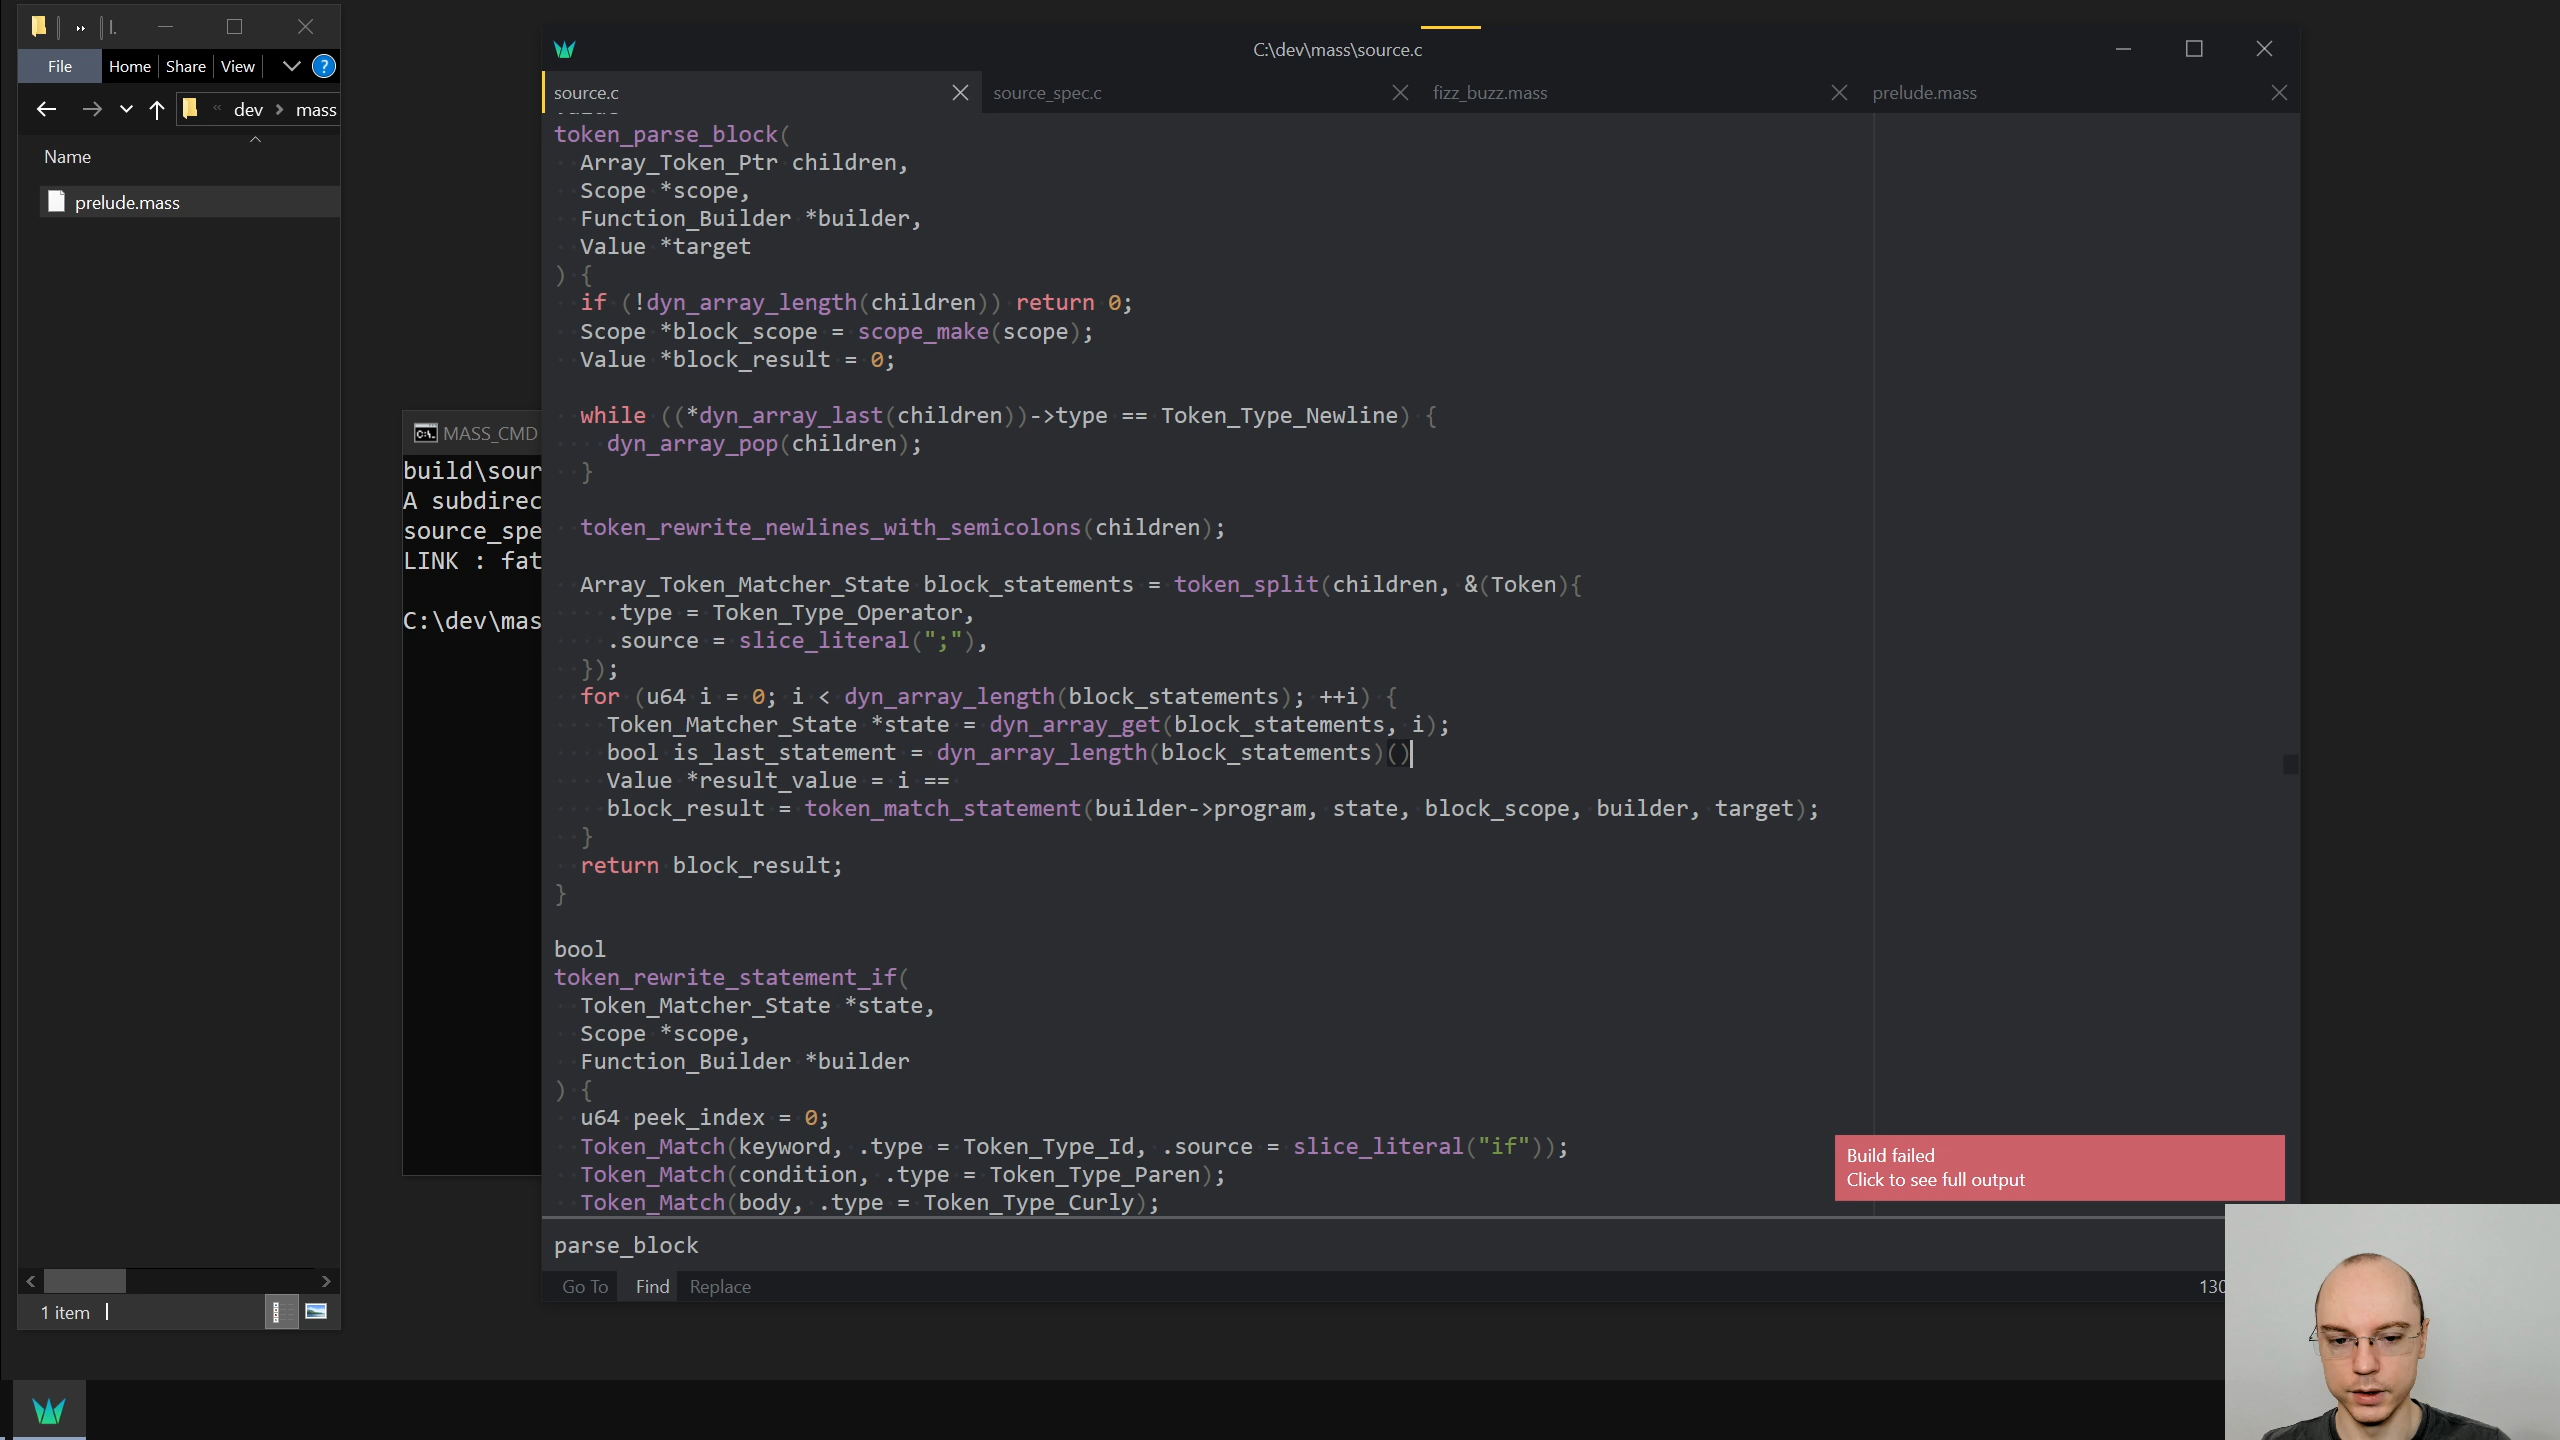 File
Home
Share
View
?
dev
mass
Name
prelude.mass
1 item
MASS_CMD
build\sour
A subdirec
source_spe
LINK : fat
C:\dev\mas
C:\dev\mass\source.c
source.c
source_spec.c
fizz_buzz.mass
prelude.mass
token_parse_block(
Array_Token_Ptr children,
Scope *scope,
Function_Builder *builder,
Value *target
) {
if (!dyn_array_length(children)) return 0;
Scope *block_scope = scope_make(scope);
Value *block_result = 0;
while ((*dyn_array_last(children))->type == Token_Type_Newline) {
dyn_array_pop(children);
}
token_rewrite_newlines_with_semicolons(children);
Array_Token_Matcher_State block_statements = token_split(children, &(Token){
.type = Token_Type_Operator,
.source = slice_literal(";"),
});
for (u64 i = 0; i < dyn_array_length(block_statements); ++i) {
Token_Matcher_State *state = dyn_array_get(block_statements, i);
bool is_last_statement = dyn_array_length(block_statements)()
Value *result_value = i ==
block_result = token_match_statement(builder->program, state, block_scope, builder, target);
}
return block_result;
}
bool
token_rewrite_statement_if(
Token_Matcher_State *state,
Scope *scope,
Function_Builder *builder
) {
u64 peek_index = 0;
Token_Match(keyword, .type = Token_Type_Id, .source = slice_literal("if"));
Token_Match(condition, .type = Token_Type_Paren);
Token_Match(body, .type = Token_Type_Curly);
Build failed
Click to see full output
parse_block
Go To
Find
Replace
130